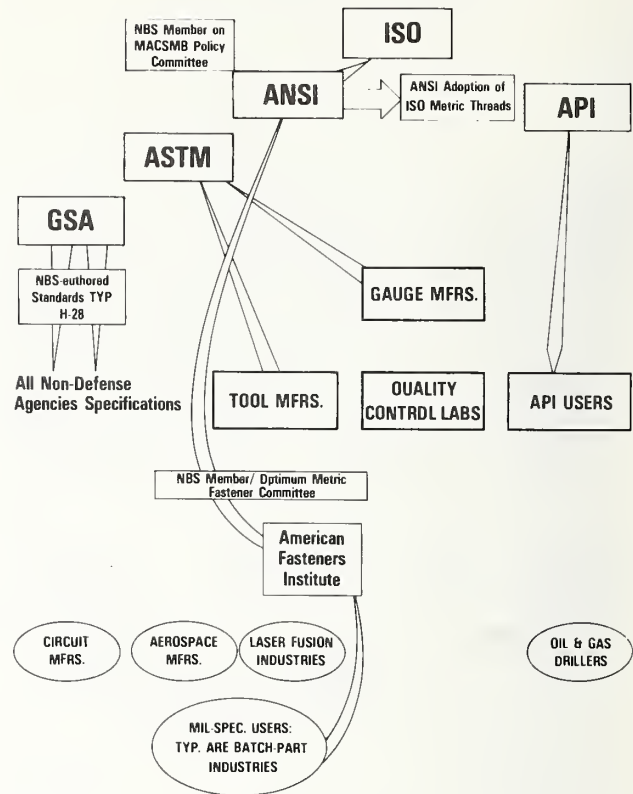 ISO
NBS Member on
MACSMB Policy
Committee
ANSI
ANSI Adoption of
ISO Metric Threads
API
ASTM
GSA
NBS-euthored
Standards TYP
H-28
GAUGE MFRS.
All Non-Defense
Agencies Specifications
TOOL MFRS.
QUALITY
CONTRDL LABS
API USERS
NBS Member/ Dptimum Metric
Fastener Committee
American
Fasteners
Institute
CIRCUIT
MFRS.
AEROSPACE
MFRS.
LASER FUSION
INDUSTRIES
OIL & GAS
DRILLERS
MIL-SPEC. USERS:
TYP. ARE BATCH-PART
INDUSTRIES